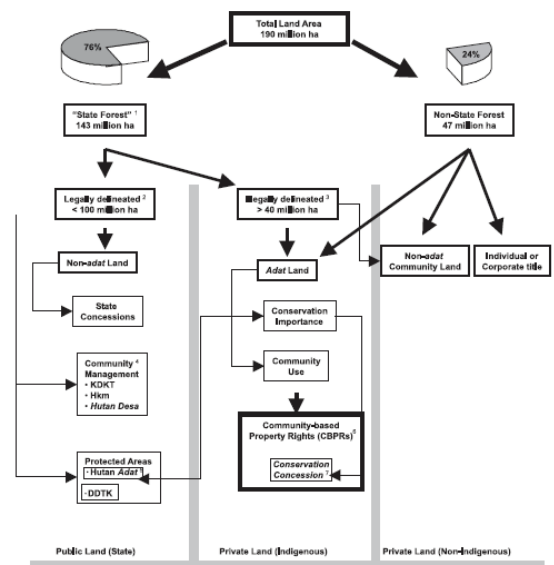 Total Land Area
190 million ha
76%
24%
"State Forest" 1
143 million ha
Non-State Forest
47 million ha
Legally delineated 2
< 100 million ha
Illegally delineated 3
> 40 million ha
Non-adat
Community Land
Individual or
Corporate title
Non-adat Land
Adat Land
State
Concessions
Conservation
Importance
Community 4
Management
· KDKT
· Hkm
· Hutan Desa
Community
Use
Community-based
Property Rights (CBPRs)6
Conservation
Concession 7
Protected Areas
· Hutan Adat 5
· DDTK
Public Land (State)
Private Land (Indigenous)
Private Land (Non-Indigenous)